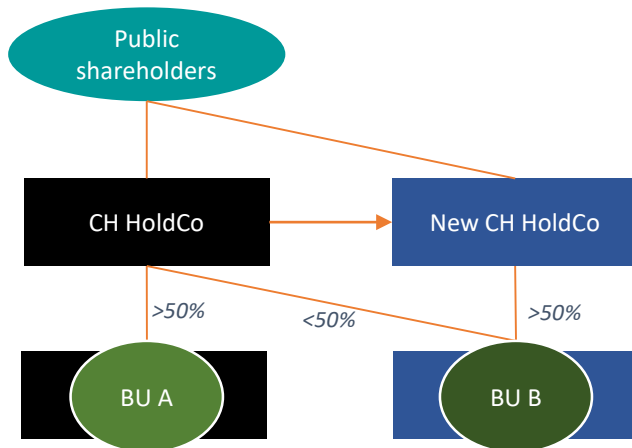 Public
shareholders
CH HoldCo
New CH HoldCo
>50%
<50%
>50%
BU A
BU B